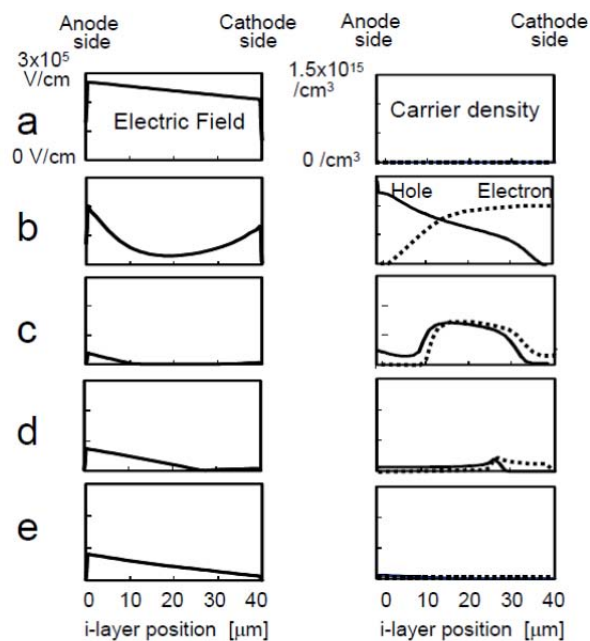 Anode side
Cathode side
Anode side
Cathode side
3x10⁵ V/cm
1.5x10¹⁵ /cm³
a
Electric Field
Carrier density
0 V/cm
0 /cm³
b
Hole
Electron
c
d
e
0 10 20 30 40
0 10 20 30 40
i-layer position [μm]
i-layer position [μm]